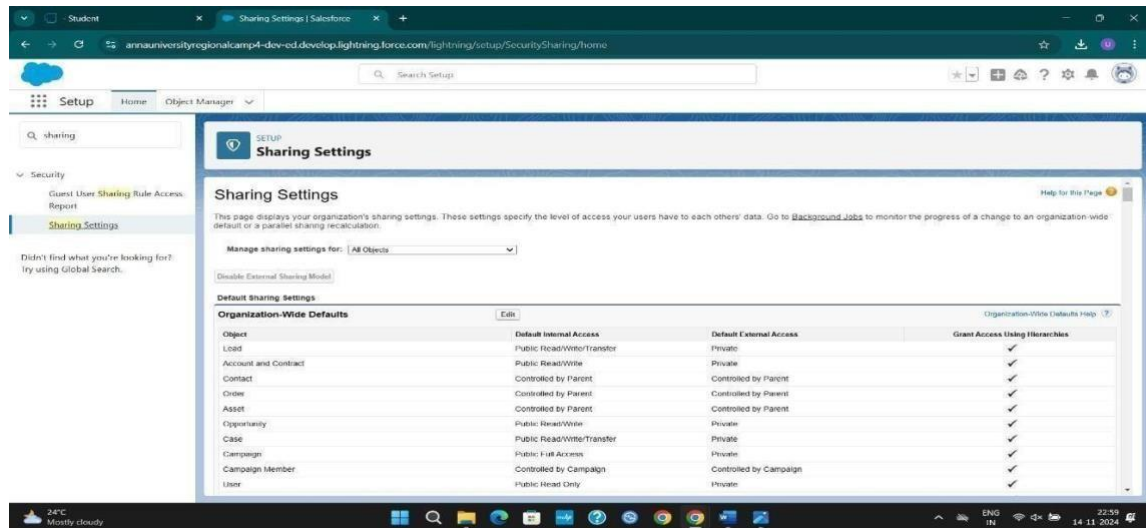 Student
Sharing Settings | Salesforce
annauniversityregionalcamp4-dev-ed.develop.lightning.force.com/lightning/setup/SecuritySharing/home
Search Setup
Setup
Home
Object Manager
sharing
Security
Guest User Sharing Rule Access
Report
Sharing Settings
Didn't find what you're looking for?
Try using Global Search.
SETUP
Sharing Settings
Sharing Settings
Help for this Page
This page displays your organization's sharing settings. These settings specify the level of access your users have to each others' data. Go to Background Jobs to monitor the progress of a change to an organization-wide
default or a parallel sharing recalculation.
Manage sharing settings for: All Objects
Disable External Sharing Model
Default Sharing Settings
Organization-Wide Defaults Edit Organization-Wide Defaults Help ?
Object Default Internal Access Default External Access Grant Access Using Hierarchies
Lead Public Read/Write/Transfer Private ✓
Account and Contract Public Read/Write Private ✓
Contact Controlled by Parent Controlled by Parent ✓
Order Controlled by Parent Controlled by Parent ✓
Asset Controlled by Parent Controlled by Parent ✓
Opportunity Public Read/Write Private ✓
Case Public Read/Write/Transfer Private ✓
Campaign Public Full Access Private ✓
Campaign Member Controlled by Campaign Controlled by Campaign ✓
User Public Read Only Private ✓
24°C
Mostly cloudy
ENG
IN
22:59
14-11-2024